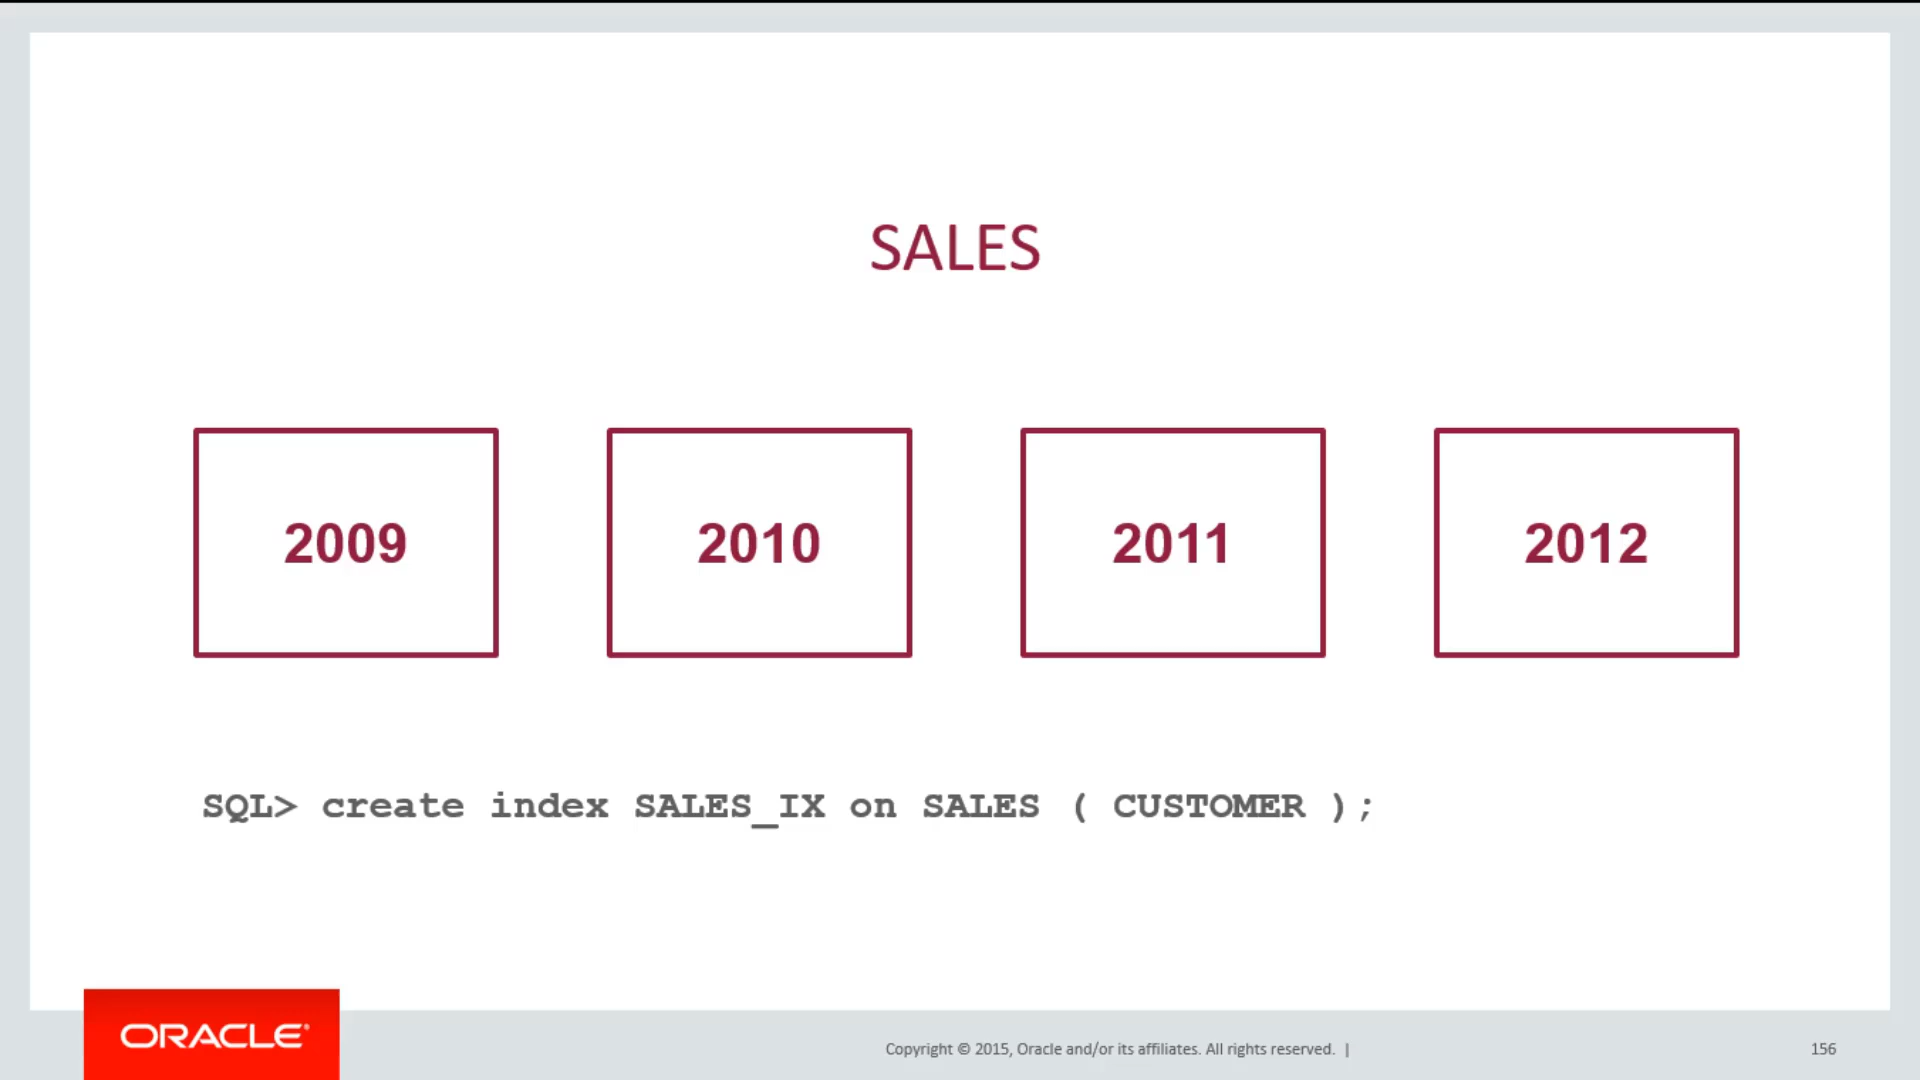 SALES
2009 2010 2011 2012
SQL> create index SALES_IX on SALES ( CUSTOMER );
ORACLE®
Copyright © 2015, Oracle and/or its affiliates. All rights reserved. |
156